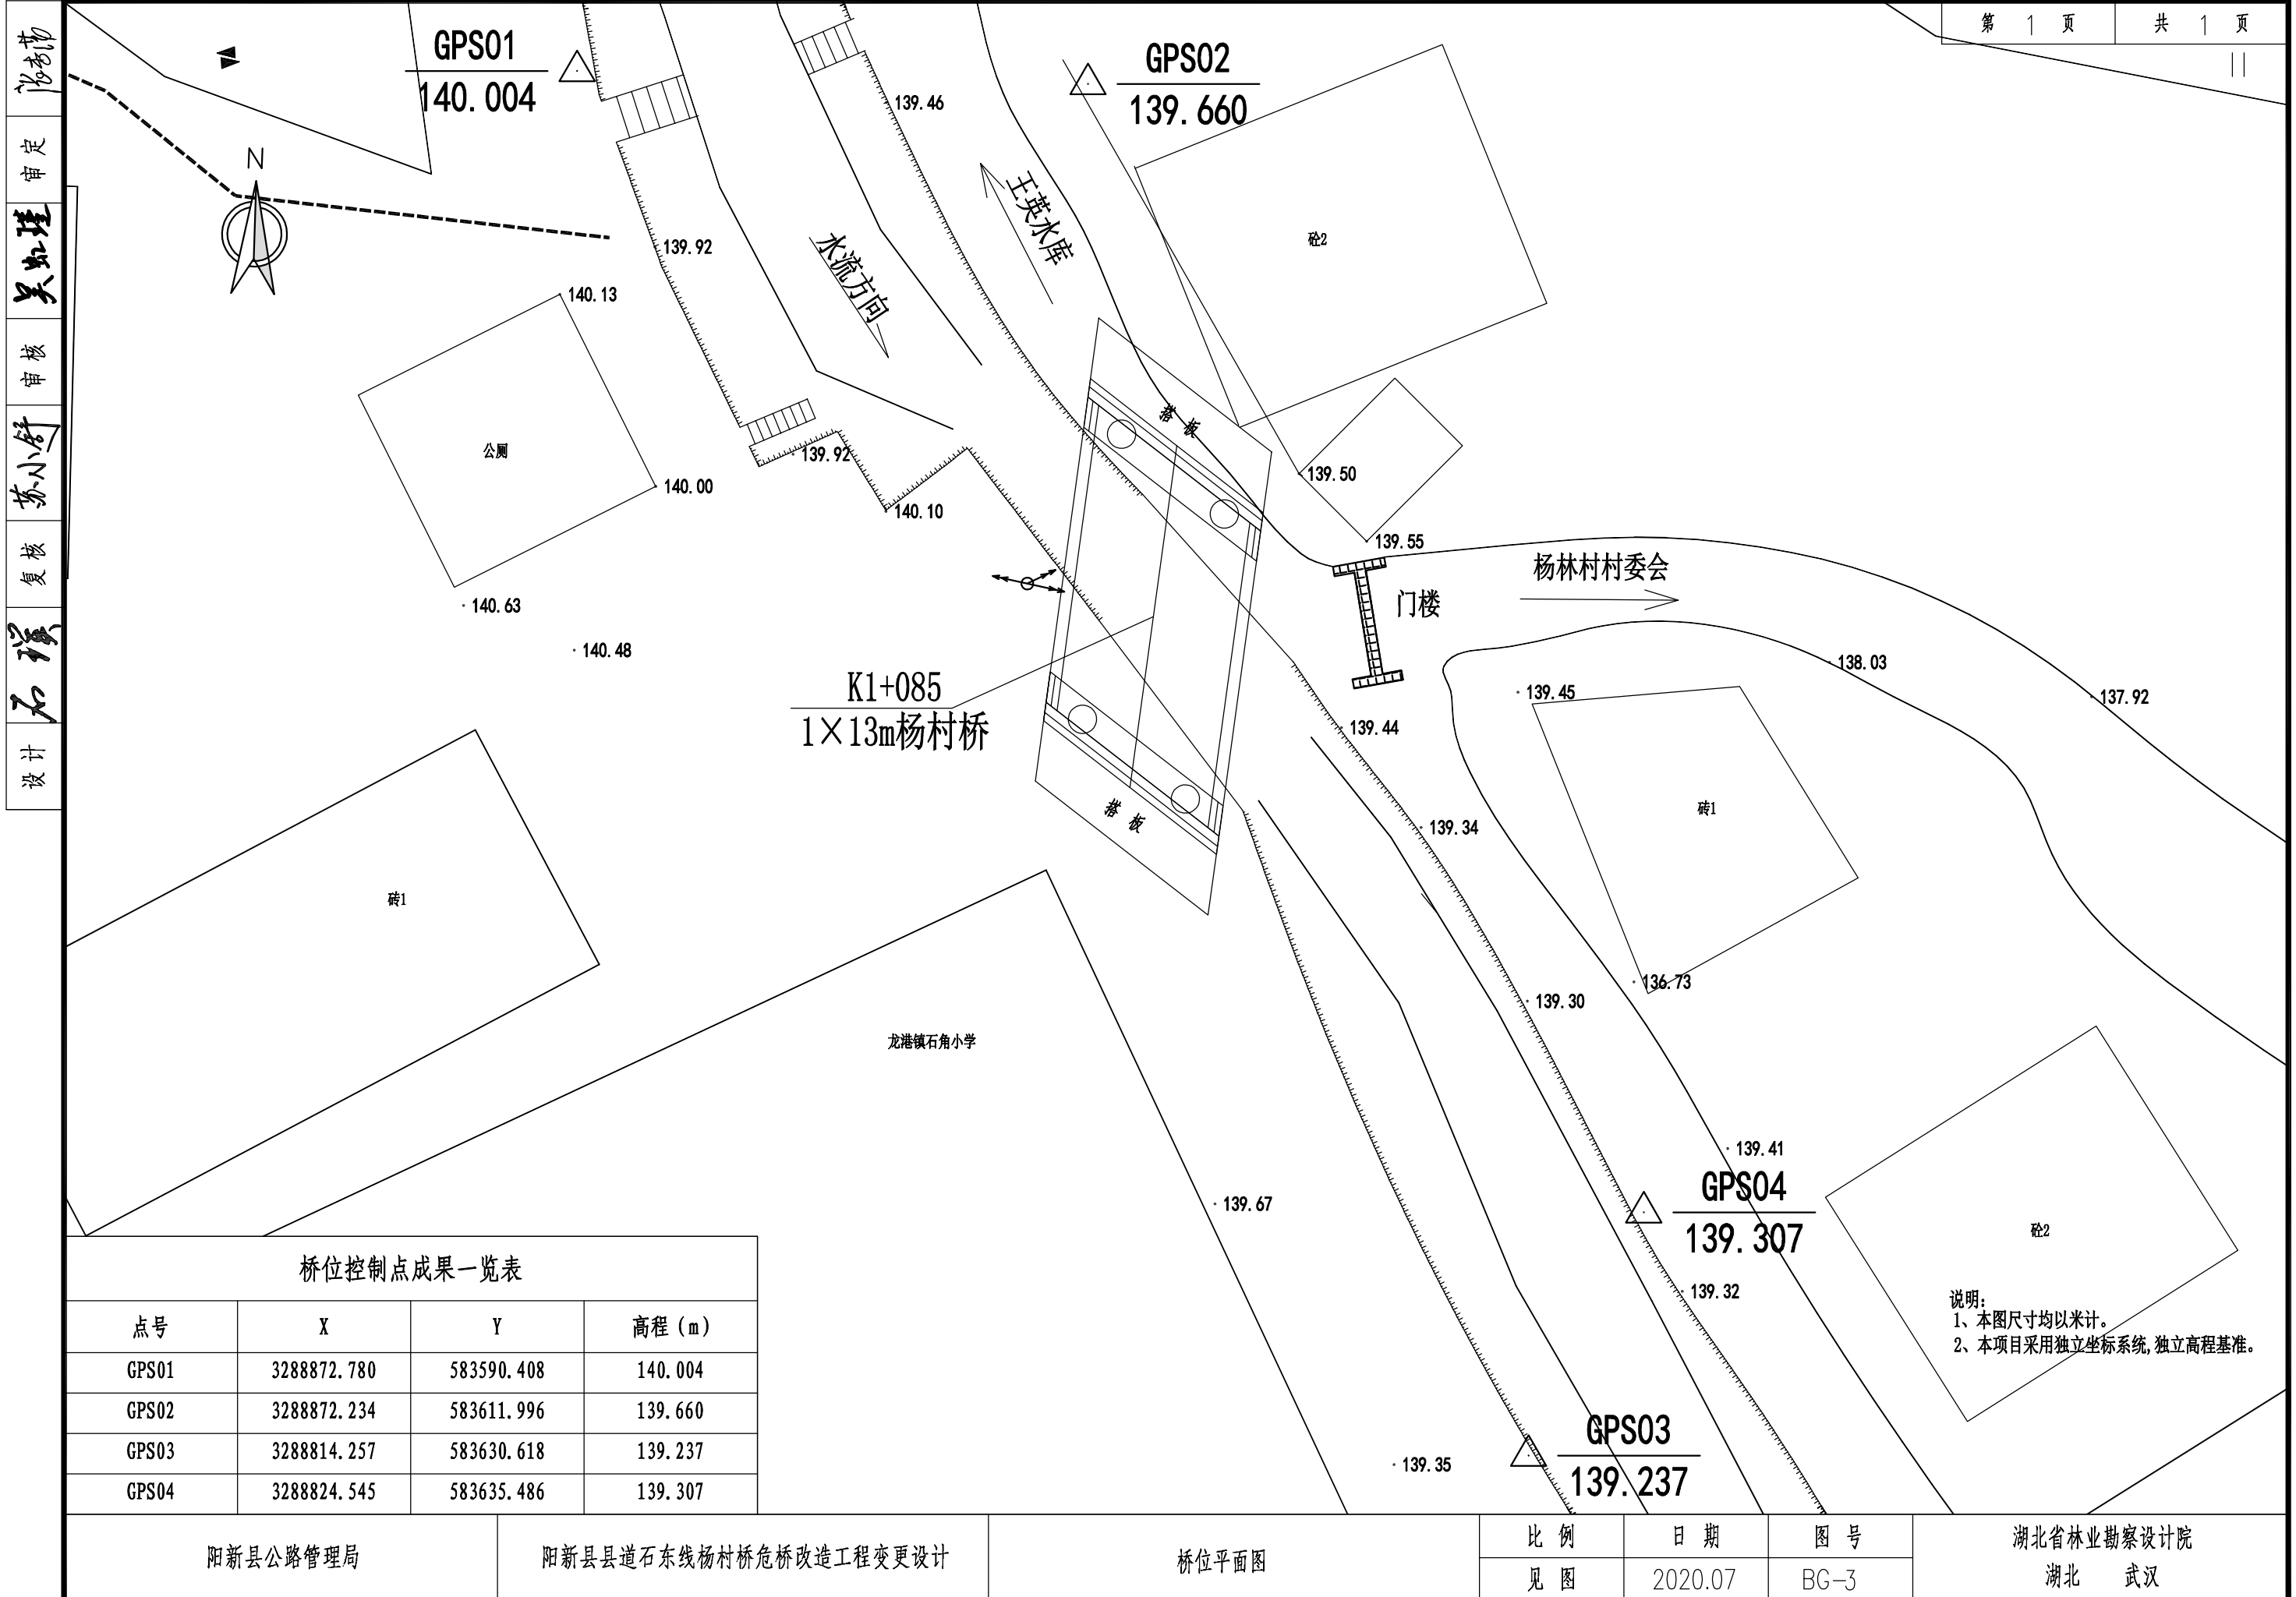 第 1 页 共 1 页
11
审定
审核
复核
设计
GPS01
140.004
GPS02
139.660
N
139.46
王英水库
砼2
139.92
水流方向
140.13
公厕
搭板
139.92
140.00
139.50
140.10
139.55
杨林村村委会
门楼
140.63
140.48
138.03
K1+085
1×13m杨村桥
139.45
137.92
139.44
搭板
砖1
139.34
砖1
136.73
139.30
龙港镇石角小学
139.41
GPS04
139.307
139.67
砼2
139.32
说明:
1、本图尺寸均以米计。
2、本项目采用独立坐标系统,独立高程基准。
GPS03
139.237
139.35
桥位控制点成果一览表
点号 X Y 高程(m)
GPS01 3288872.780 583590.408 140.004
GPS02 3288872.234 583611.996 139.660
GPS03 3288814.257 583630.618 139.237
GPS04 3288824.545 583635.486 139.307
阳新县公路管理局
阳新县县道石东线杨村桥危桥改造工程变更设计
桥位平面图
比例 日期 图号
见图 2020.07 BG-3
湖北省林业勘察设计院
湖北 武汉